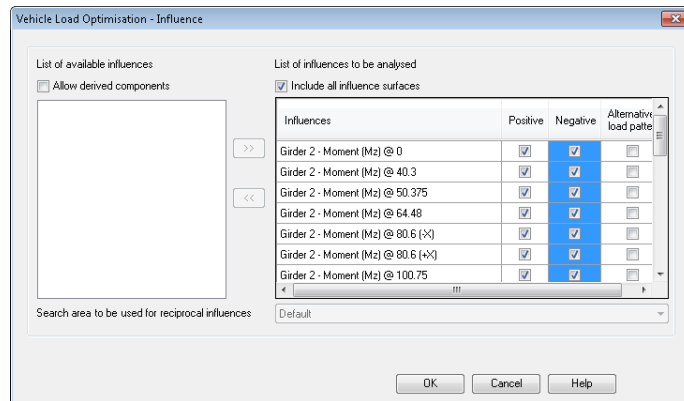 Vehicle Load Optimisation - Influence
List of available influences
Allow derived components
>>
<<
List of influences to be analysed
Include all influence surfaces
Influences Positive Negative Alternative load patte
Girder 2 - Moment (Mz) @ 0
Girder 2 - Moment (Mz) @ 40.3
Girder 2 - Moment (Mz) @ 50.375
Girder 2 - Moment (Mz) @ 64.48
Girder 2 - Moment (Mz) @ 80.6 (-X)
Girder 2 - Moment (Mz) @ 80.6 (+X)
Girder 2 - Moment (Mz) @ 100.75
Search area to be used for reciprocal influences
Default
OK Cancel Help